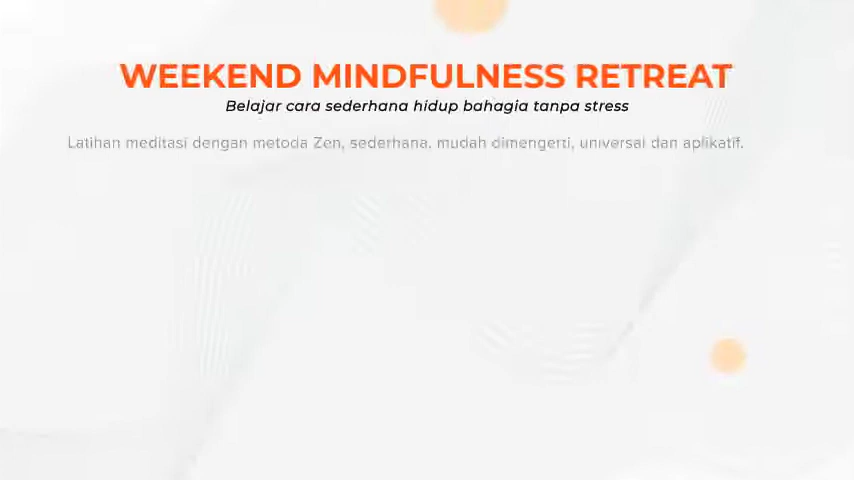 WEEKEND MINDFULNESS RETREAT
Belajar cara sederhana hidup bahagia tanpa stress
Latihan meditasi dengan metoda Zen, sederhana, mudah dimengerti, universal dan aplikatif.